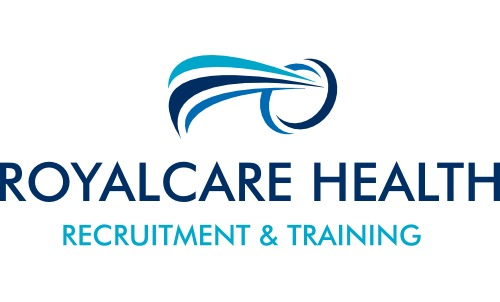 ROYALCARE HEALTH
RECRUITMENT & TRAINING